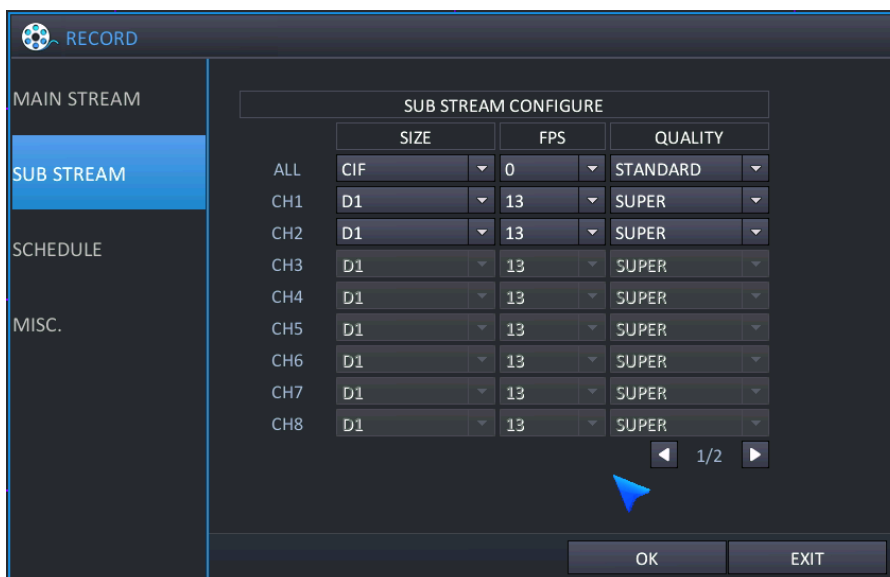 RECORD
MAIN STREAM
SUB STREAM
SCHEDULE
MISC.
SUB STREAM CONFIGURE
SIZE FPS QUALITY
ALL CIF 0 STANDARD
CH1 D1 13 SUPER
CH2 D1 13 SUPER
CH3 D1 13 SUPER
CH4 D1 13 SUPER
CH5 D1 13 SUPER
CH6 D1 13 SUPER
CH7 D1 13 SUPER
CH8 D1 13 SUPER
1/2
OK EXIT